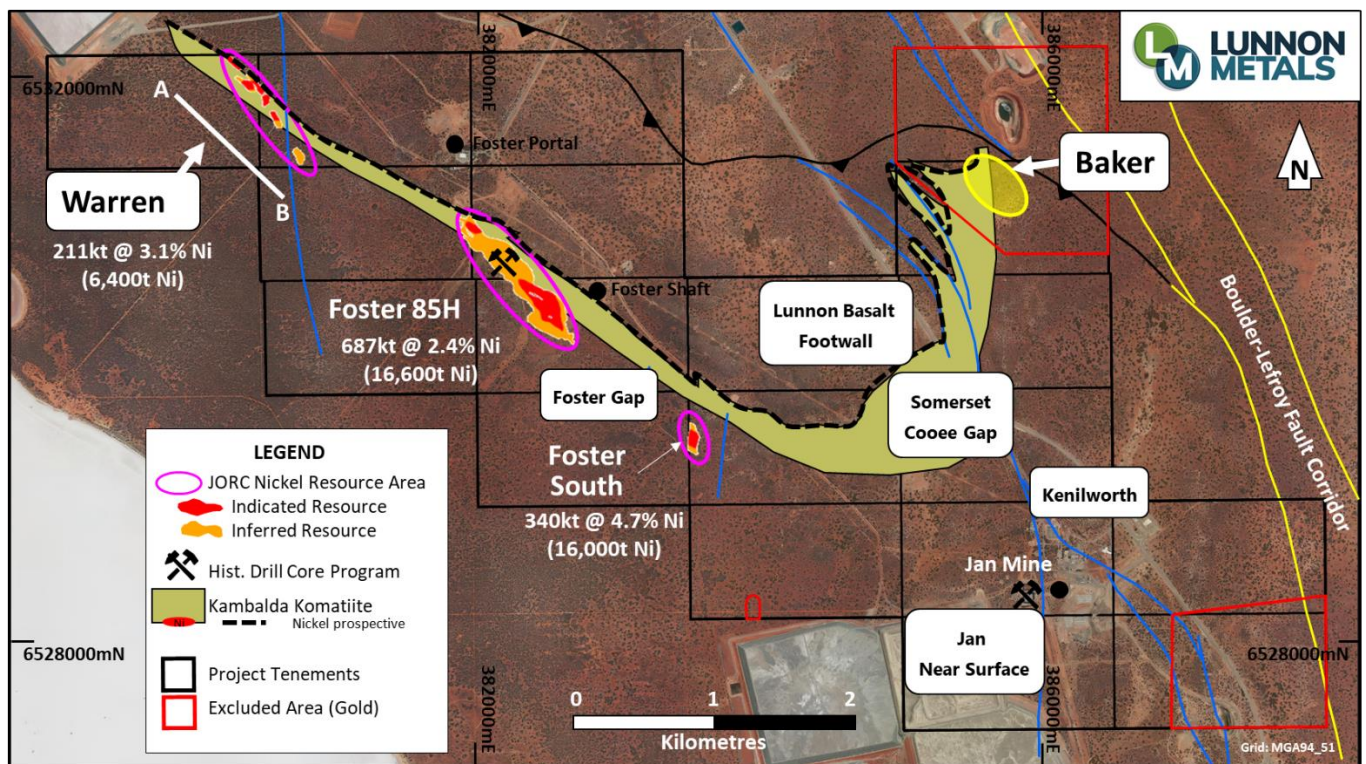 LUNNON
METALS
LM
382000mE
386000mE
6532000mN
A
B
Foster Portal
Warren
211kt @ 3.1% Ni
(6,400t Ni)
Baker
N
Foster 85H
687kt @ 2.4% Ni
(16,600t Ni)
Foster Shaft
Lunnon Basalt
Footwall
Boulder-Lefroy Fault Corridor
Foster Gap
Somerset
Cooee Gap
Foster
South
340kt @ 4.7% Ni
(16,000t Ni)
Kenilworth
Jan Mine
Jan
Near Surface
LEGEND
JORC Nickel Resource Area
Indicated Resource
Inferred Resource
Hist. Drill Core Program
Kambalda Komatiite
Ni
Nickel prospective
Project Tenements
Excluded Area (Gold)
6528000mN
6528000mN
382000mE
386000mE
0 1 2
Kilometres
Grid: MGA94_51